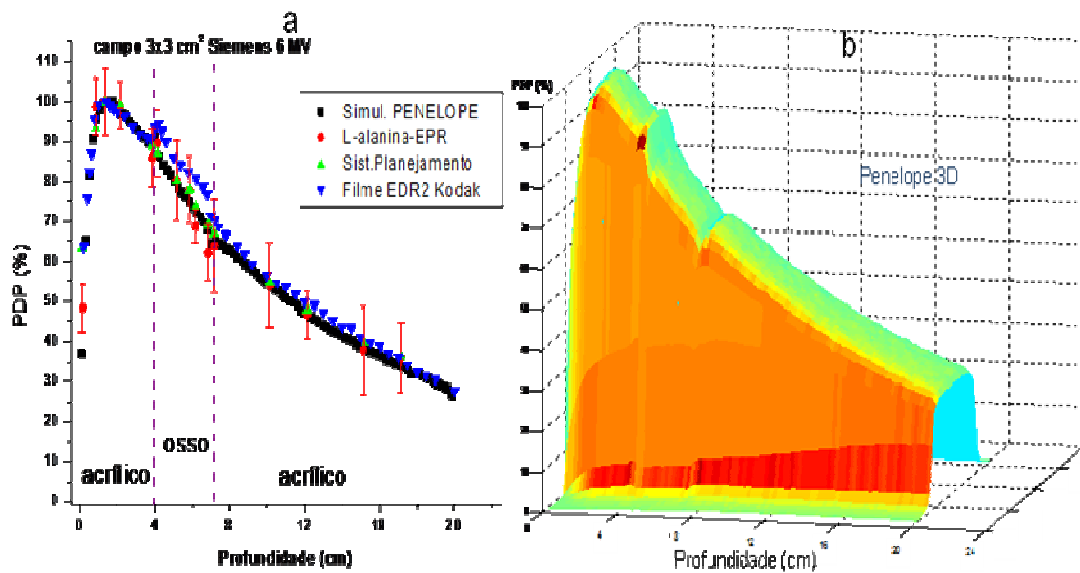 a
campo 3x3 cm² Siemens 6 MV
110
100
90
80
70
60
50
40
30
20
10
0
PDP (%)
Simul. PENELOPE
L-alanina-EPR
Sist.Planejamento
Filme EDR2 Kodak
acrílico
osso
acrílico
0 4 8 12 16 20
Profundidade (cm)
b
PDP (%)
Penelope 3D
Profundidade (cm)